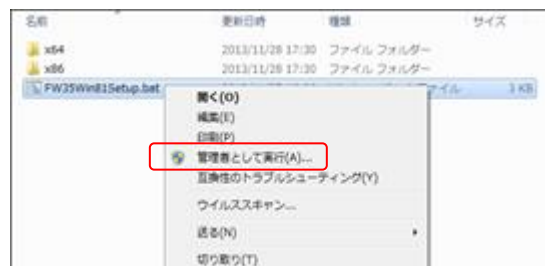 名前 更新日時 種類 サイズ
x64 2013/11/28 17:30 ファイル フォルダー
x86 2013/11/28 17:30 ファイル フォルダー
FW35Win81Setup.bat ファイル 3 KB
開く(O)
編集(E)
印刷(P)
管理者として実行(A)...
互換性のトラブルシューティング(Y)
ウイルススキャン...
送る(N)
切り取り(T)